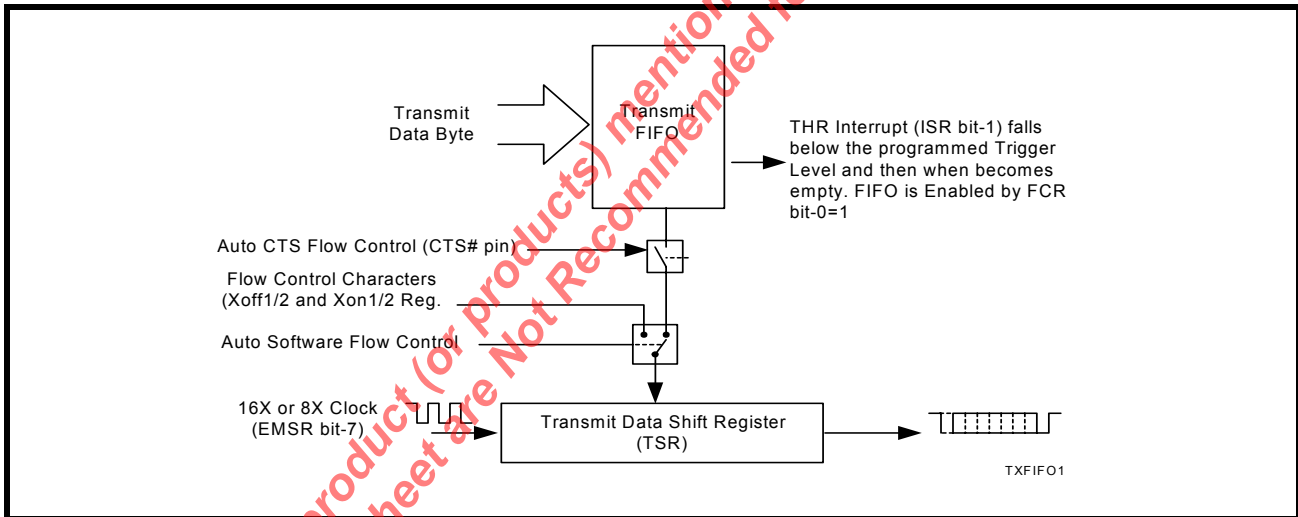 Transmit
Data Byte
Transmit
FIFO
THR Interrupt (ISR bit-1) falls
below the programmed Trigger
Level and then when becomes
empty. FIFO is Enabled by FCR
bit-0=1
Auto CTS Flow Control (CTS# pin)
Flow Control Characters
(Xoff1/2 and Xon1/2 Reg.
Auto Software Flow Control
16X or 8X Clock
(EMSR bit-7)
Transmit Data Shift Register
(TSR)
TXFIFO1
product (or products) mention
sheet are Not Recommended fo